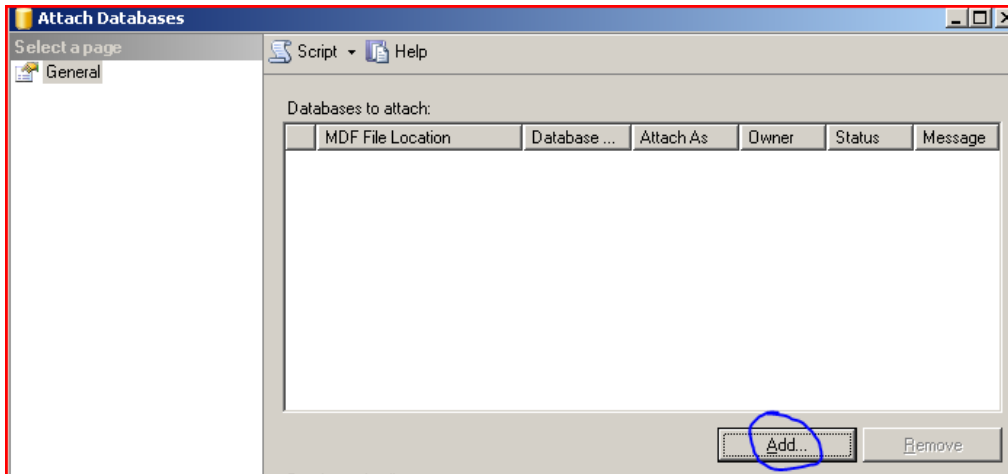 Attach Databases
Select a page
General
Script Help
Databases to attach:
MDF File Location Database ... Attach As Owner Status Message
Add... Remove